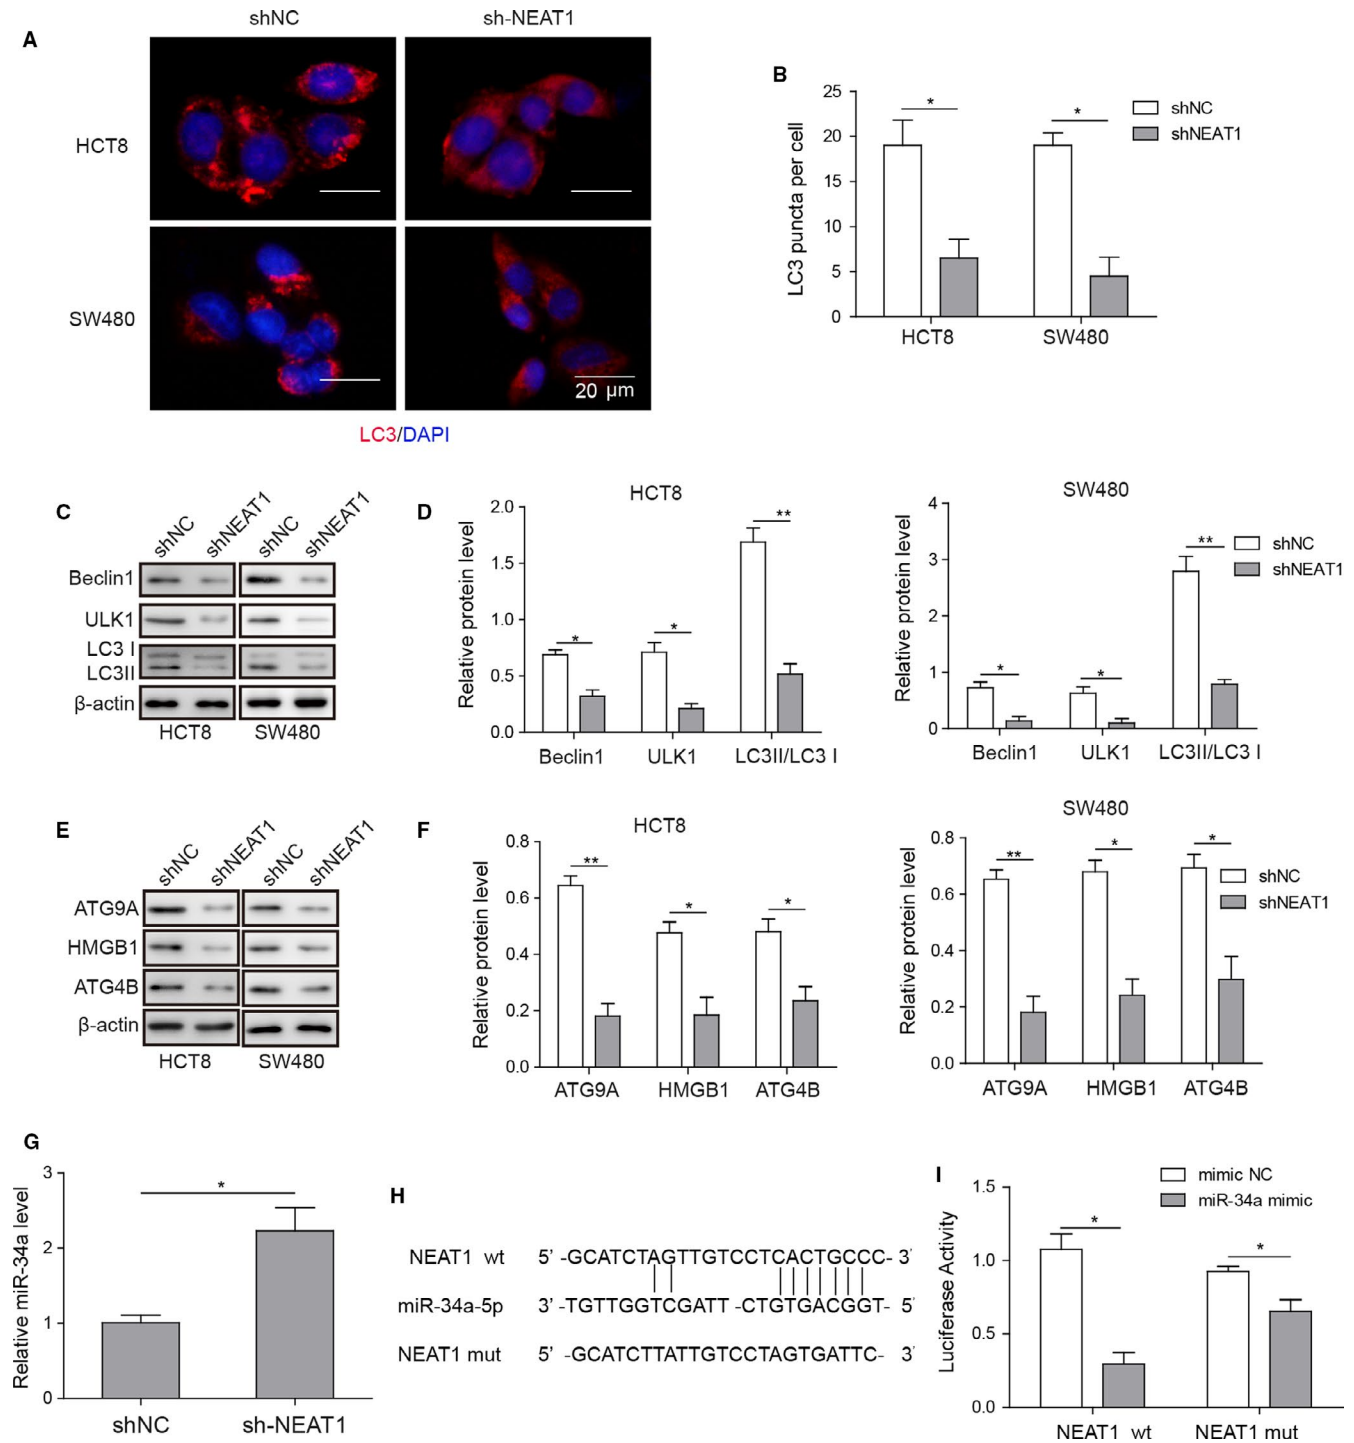 A
shNC
sh-NEAT1
HCT8
SW480
20 μm
LC3/DAPI
B
LC3 puncta per cell
25
20
15
10
5
0
HCT8
SW480
shNC
shNEAT1
C
shNC
shNEAT1
shNC
shNEAT1
Beclin1
ULK1
LC3 I
LC3II
β-actin
HCT8
SW480
D
HCT8
Relative protein level
2.0
1.5
1.0
0.5
0.0
*
*
**
Beclin1
ULK1
LC3II/LC3 I
SW480
Relative protein level
4
3
2
1
0
*
*
**
Beclin1
ULK1
LC3II/LC3 I
shNC
shNEAT1
E
shNC
shNEAT1
shNC
shNEAT1
ATG9A
HMGB1
ATG4B
β-actin
HCT8
SW480
F
HCT8
Relative protein level
0.8
0.6
0.4
0.2
0.0
**
*
*
ATG9A
HMGB1
ATG4B
SW480
Relative protein level
0.8
0.6
0.4
0.2
0.0
**
*
*
ATG9A
HMGB1
ATG4B
shNC
shNEAT1
G
Relative miR-34a level
3
2
1
0
*
shNC
sh-NEAT1
H
NEAT1 wt 5' -GCATCTAGTTGTCCTCACTGCCC- 3'
miR-34a-5p 3' -TGTTGGTCGATT -CTGTGACGGT- 5'
NEAT1 mut 5' -GCATCTTATTGTCCTAGTGATTC- 3'
I
mimic NC
miR-34a mimic
Luciferase Activity
1.5
1.0
0.5
0.0
*
*
NEAT1 wt
NEAT1 mut